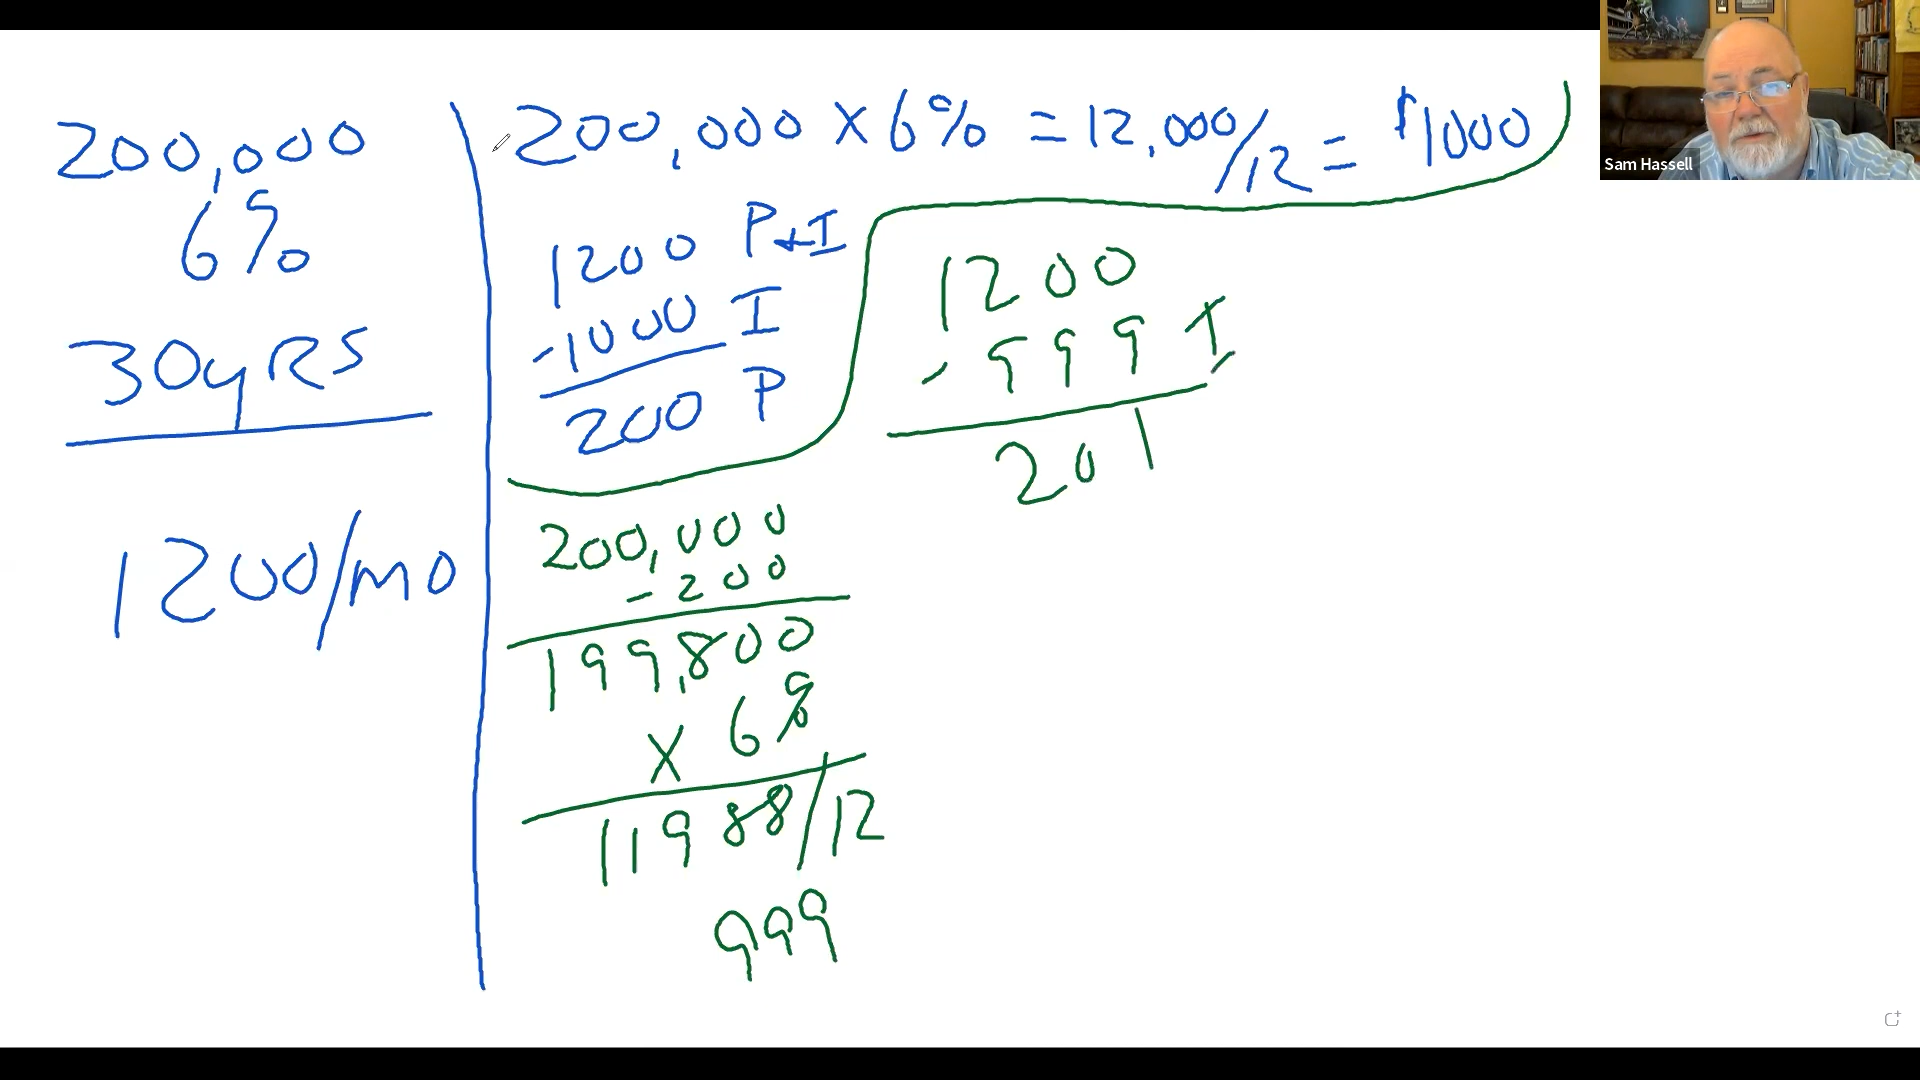 200,000
6%
30yRS
1200/mo
200,000 X 6% = 12,000/12 = $1000
1200 P&I
-1000 I
200 P
200,000
- 200
199,800
X 6%
11988/12
999
1200
- 999 I
201
Sam Hassell